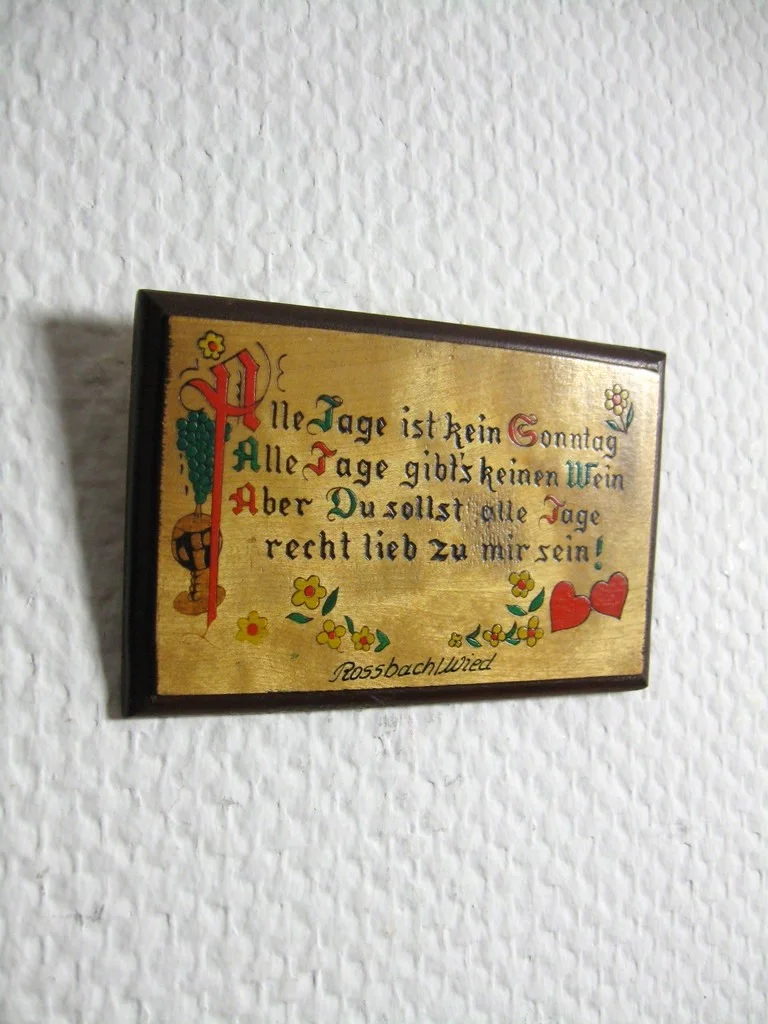 Alle Tage ist kein Sonntag
Alle Tage gibt's keinen Wein
Aber Du sollst alle Tage
recht lieb zu mir sein!
Rossbach/Wied